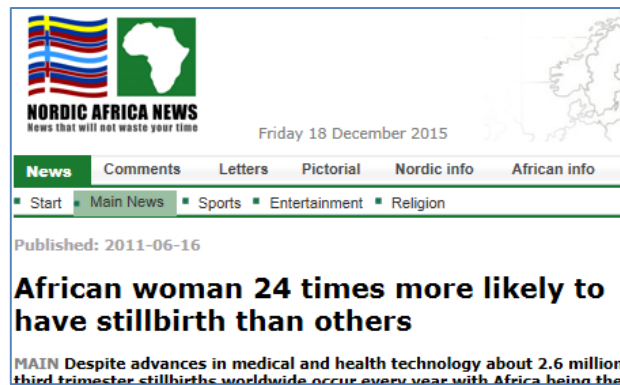 NORDIC AFRICA NEWS
News that will not waste your time
Friday 18 December 2015
News Comments Letters Pictorial Nordic info African info
Start Main News Sports Entertainment Religion
Published: 2011-06-16
African woman 24 times more likely to
have stillbirth than others
MAIN Despite advances in medical and health technology about 2.6 million
third trimester stillbirths worldwide occur every year with Africa being the